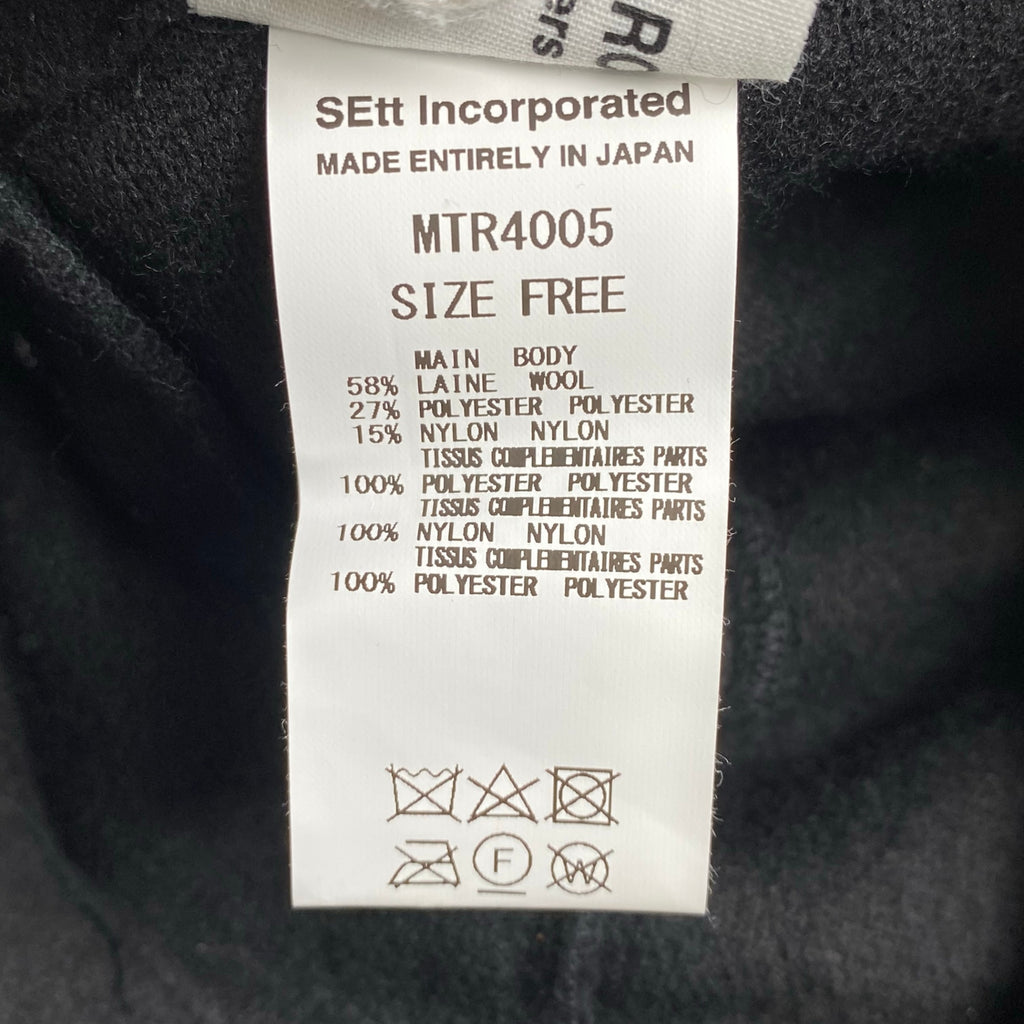 SEtt Incorporated
MADE ENTIRELY IN JAPAN
MTR4005
SIZE FREE
MAIN BODY
58% LAINE WOOL
27% POLYESTER POLYESTER
15% NYLON NYLON
TISSUS COMPLEMENTAIRES PARTS
100% POLYESTER POLYESTER
TISSUS COMPLEMENTAIRES PARTS
100% NYLON NYLON
TISSUS COMPLEMENTAIRES PARTS
100% POLYESTER POLYESTER
F
W